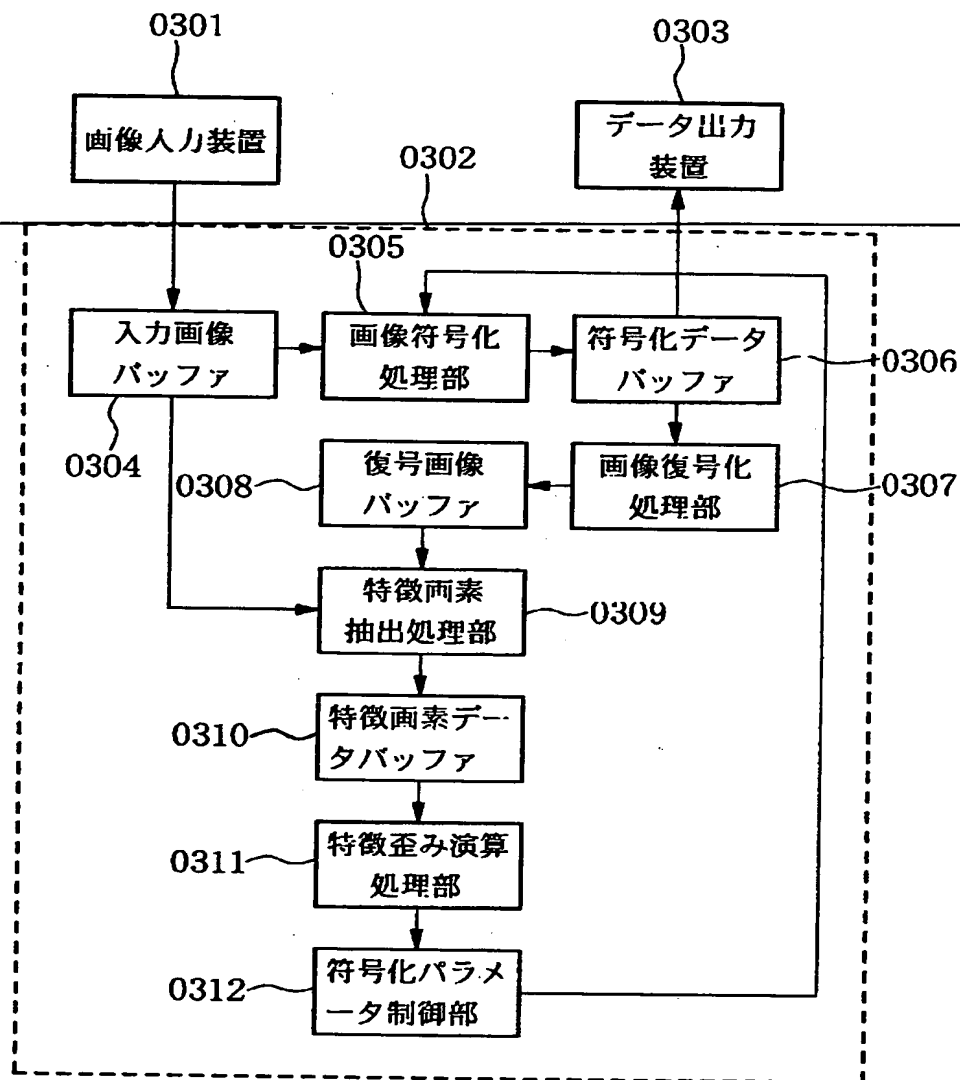 0301
0303
画像入力装置
データ出力
装置
0302
0305
入力画像
バッファ
画像符号化
処理部
符号化データ
バッファ
0306
0304
0308
復号画像
バッファ
画像復号化
処理部
0307
特徴画素
抽出処理部
0309
0310
特徴画素デー
タバッファ
0311
特徴歪み演算
処理部
0312
符号化パラメ
ータ制御部